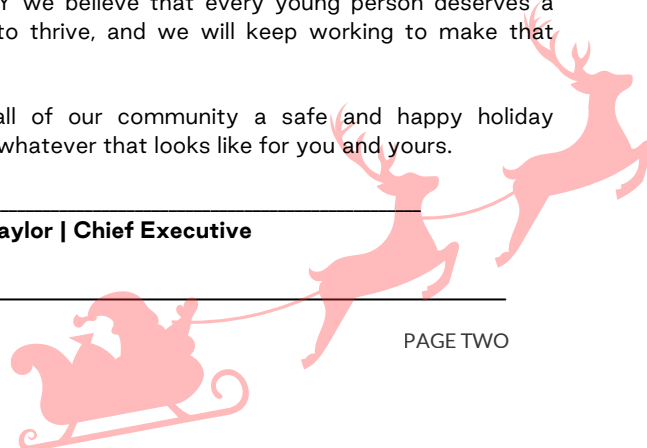 Y we believe that every young person deserves a
to thrive, and we will keep working to make that
all of our community a safe and happy holiday
whatever that looks like for you and yours.
aylor | Chief Executive
PAGE TWO